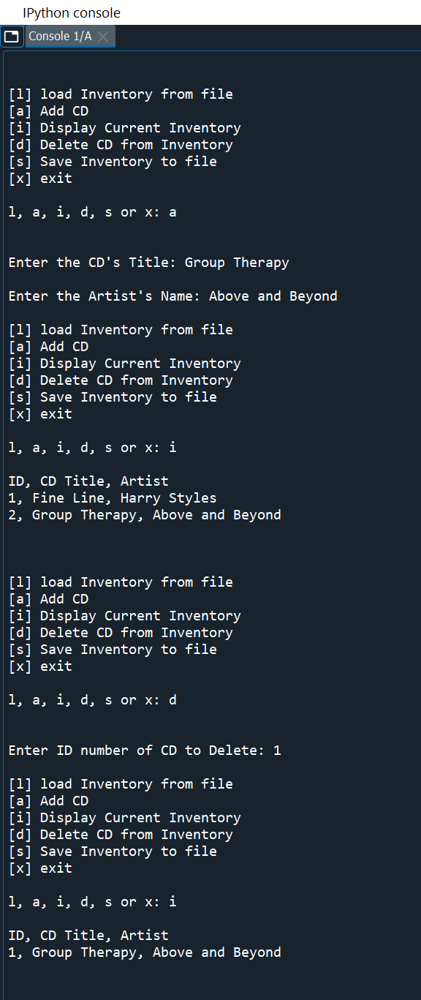 IPython console
Console 1/A
[l] load Inventory from file
[a] Add CD
[i] Display Current Inventory
[d] Delete CD from Inventory
[s] Save Inventory to file
[x] exit
l, a, i, d, s or x: a
Enter the CD's Title: Group Therapy
Enter the Artist's Name: Above and Beyond
[l] load Inventory from file
[a] Add CD
[i] Display Current Inventory
[d] Delete CD from Inventory
[s] Save Inventory to file
[x] exit
l, a, i, d, s or x: i
ID, CD Title, Artist
1, Fine Line, Harry Styles
2, Group Therapy, Above and Beyond
[l] load Inventory from file
[a] Add CD
[i] Display Current Inventory
[d] Delete CD from Inventory
[s] Save Inventory to file
[x] exit
l, a, i, d, s or x: d
Enter ID number of CD to Delete: 1
[l] load Inventory from file
[a] Add CD
[i] Display Current Inventory
[d] Delete CD from Inventory
[s] Save Inventory to file
[x] exit
l, a, i, d, s or x: i
ID, CD Title, Artist
1, Group Therapy, Above and Beyond